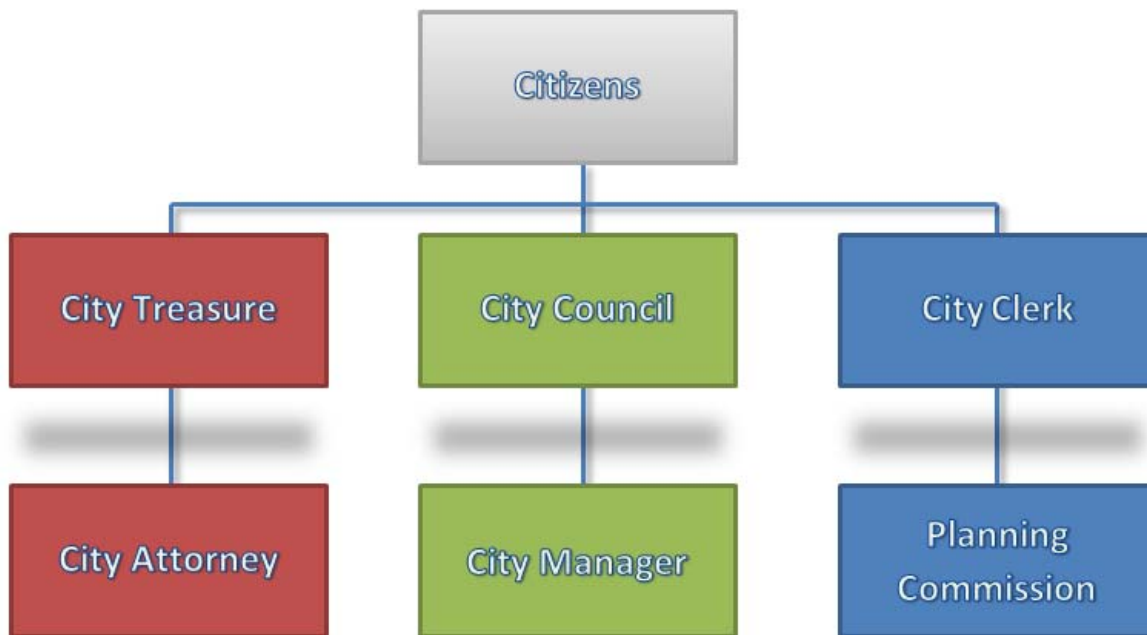 Citizens
City Treasure
City Council
City Clerk
City Attorney
City Manager
Planning
Commission